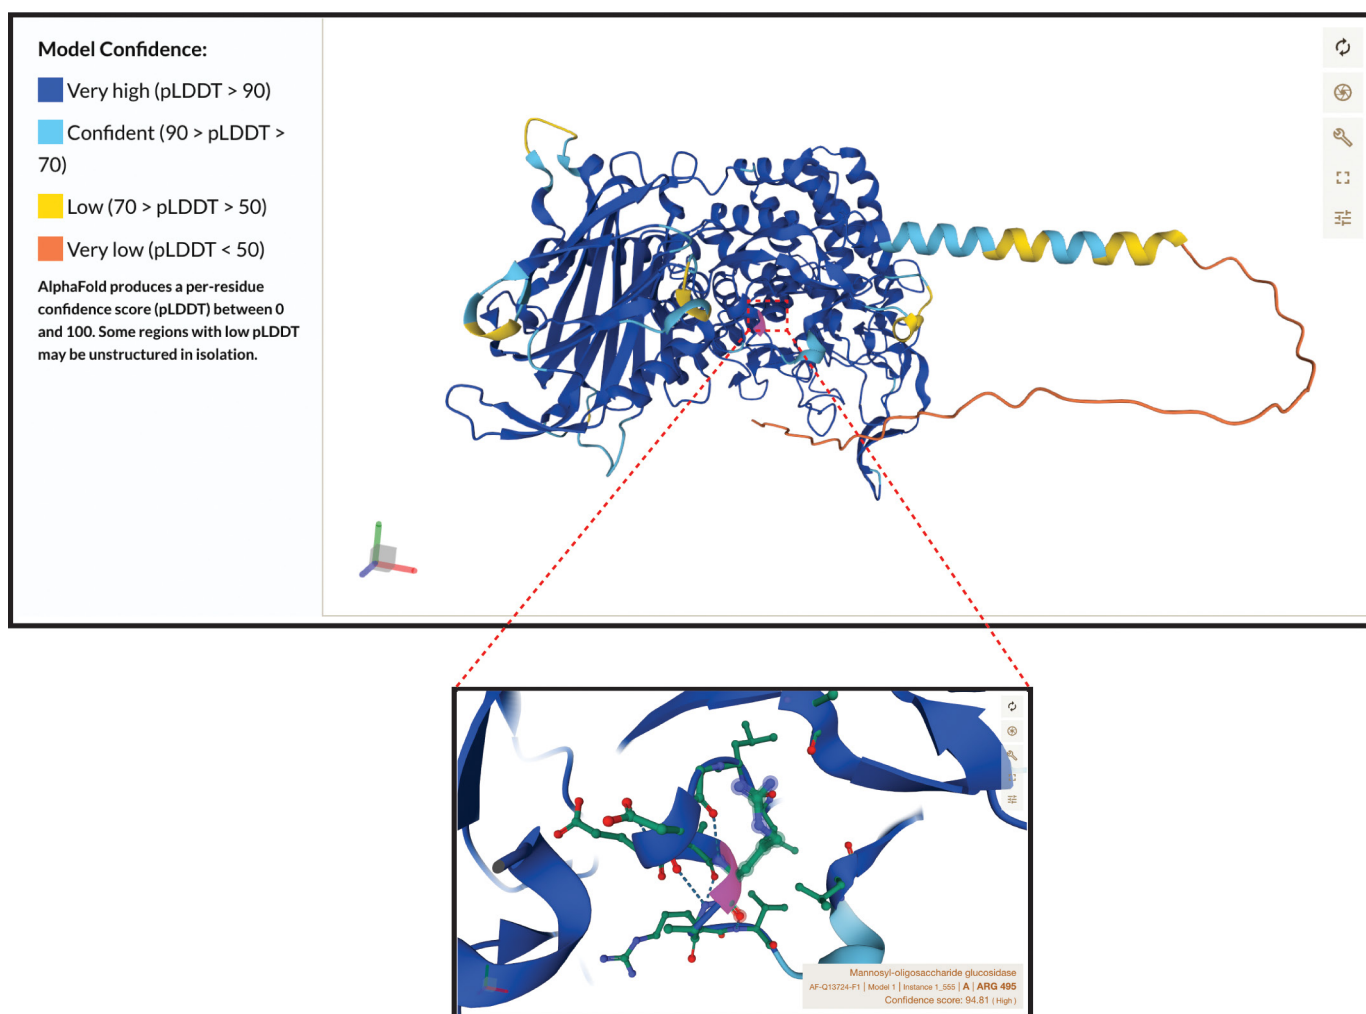 Model Confidence:
Very high (pLDDT > 90)
Confident (90 > pLDDT >
70)
Low (70 > pLDDT > 50)
Very low (pLDDT < 50)
AlphaFold produces a per-residue
confidence score (pLDDT) between 0
and 100. Some regions with low pLDDT
may be unstructured in isolation.
Mannosyl-oligosaccharide glucosidase
AF-Q13724-F1 | Model 1 | Instance 1_555 | A | ARG 495
Confidence score: 94.81 ( High )